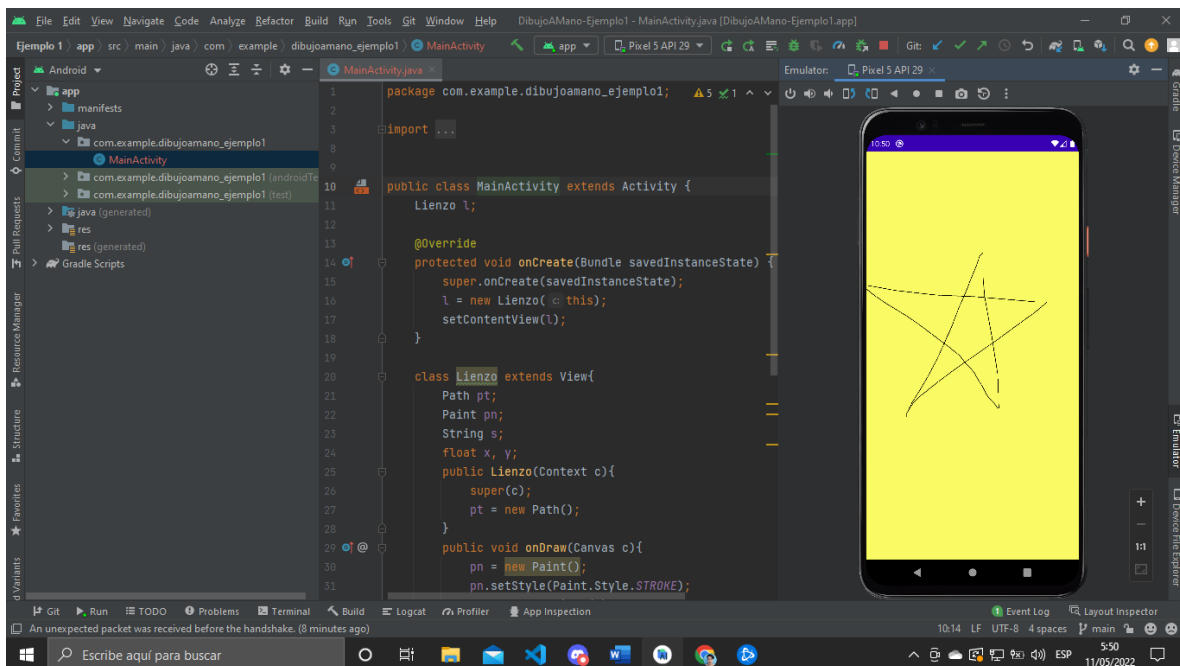 File Edit View Navigate Code Analyze Refactor Build Run Tools Git Window Help DibujoAMano-Ejemplo1 - MainActivity.java [DibujoAMano-Ejemplo1.app]
Ejemplo 1 app src main java com example dibujoamano_ejemplo1 MainActivity app Pixel 5 API 29 Git:
Android
MainActivity.java
Emulator: Pixel 5 API 29
Project
Commit
Pull Requests
Resource Manager
Structure
Favorites
d Variants
app
manifests
java
com.example.dibujoamano_ejemplo1
MainActivity
com.example.dibujoamano_ejemplo1 (androidTe
com.example.dibujoamano_ejemplo1 (test)
java (generated)
res
res (generated)
Gradle Scripts
5 1
1 package com.example.dibujoamano_ejemplo1;
2
3 import ...
8
9
10 public class MainActivity extends Activity {
11 Lienzo l;
12
13 @Override
14 protected void onCreate(Bundle savedInstanceState) {
15 super.onCreate(savedInstanceState);
16 l = new Lienzo( c: this);
17 setContentView(l);
18 }
19
20 class Lienzo extends View{
21 Path pt;
22 Paint pn;
23 String s;
24 float x, y;
25 public Lienzo(Context c){
26 super(c);
27 pt = new Path();
28 }
29 @ public void onDraw(Canvas c){
30 pn = new Paint();
31 pn.setStyle(Paint.Style.STROKE);
10:50
1:1
Gradle
Device Manager
Emulator
Device File Explorer
Git Run TODO Problems Terminal Build Logcat Profiler App Inspection Event Log Layout Inspector
An unexpected packet was received before the handshake. (8 minutes ago) 10:14 LF UTF-8 4 spaces main
Escribe aquí para buscar
ESP
5:50
11/05/2022